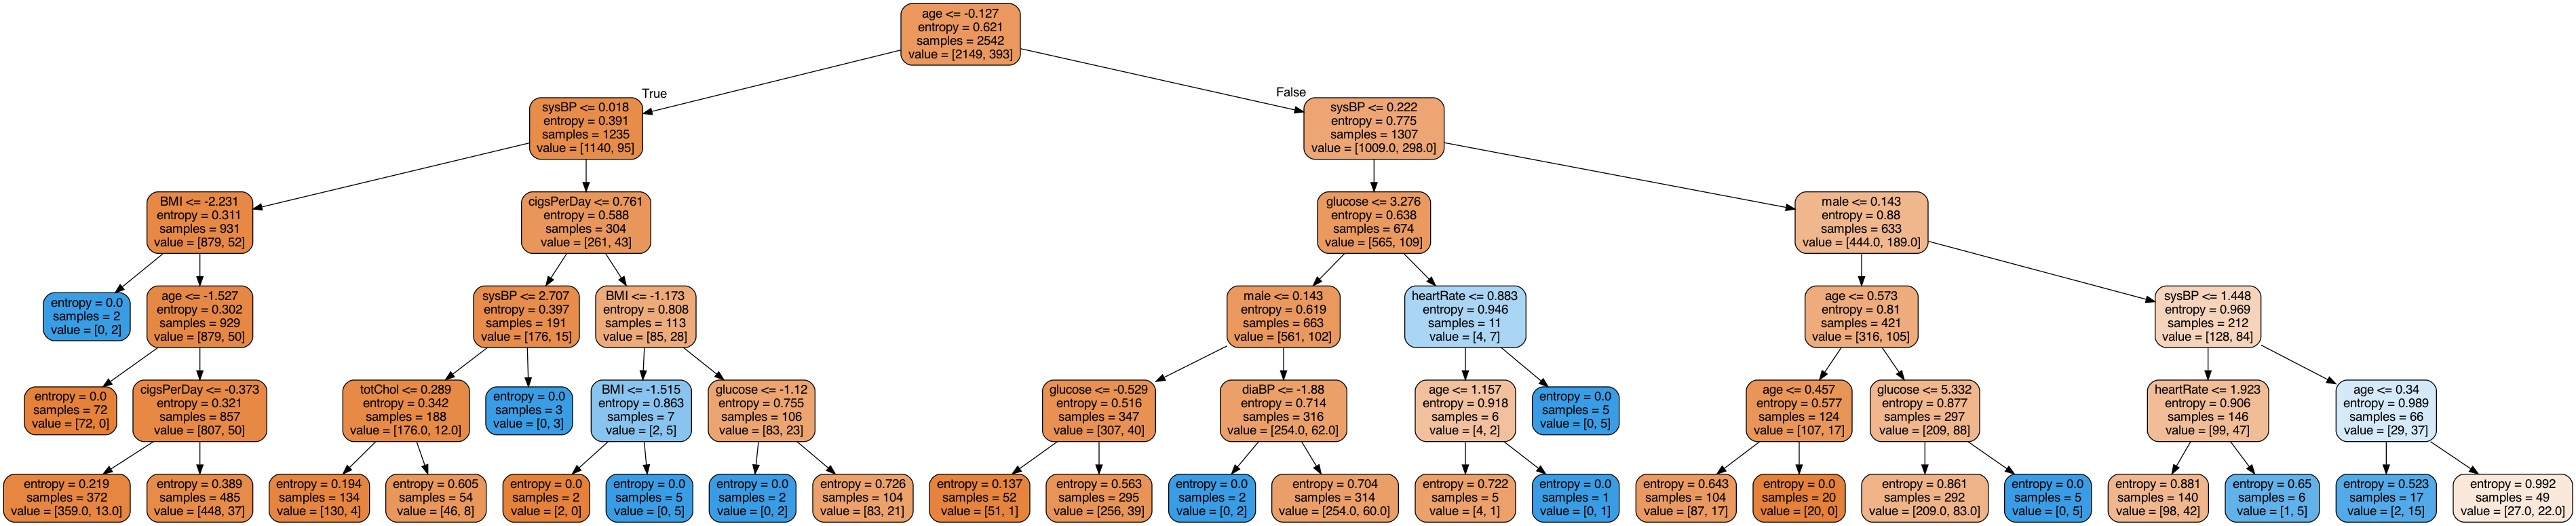 age <= -0.127
entropy = 0.621
samples = 2542
value = [2149, 393]
True
False
sysBP <= 0.018
entropy = 0.391
samples = 1235
value = [1140, 95]
sysBP <= 0.222
entropy = 0.775
samples = 1307
value = [1009.0, 298.0]
BMI <= -2.231
entropy = 0.311
samples = 931
value = [879, 52]
cigsPerDay <= 0.761
entropy = 0.588
samples = 304
value = [261, 43]
glucose <= 3.276
entropy = 0.638
samples = 674
value = [565, 109]
male <= 0.143
entropy = 0.88
samples = 633
value = [444.0, 189.0]
entropy = 0.0
samples = 2
value = [0, 2]
age <= -1.527
entropy = 0.302
samples = 929
value = [879, 50]
sysBP <= 2.707
entropy = 0.397
samples = 191
value = [176, 15]
BMI <= -1.173
entropy = 0.808
samples = 113
value = [85, 28]
male <= 0.143
entropy = 0.619
samples = 663
value = [561, 102]
heartRate <= 0.883
entropy = 0.946
samples = 11
value = [4, 7]
age <= 0.573
entropy = 0.81
samples = 421
value = [316, 105]
sysBP <= 1.448
entropy = 0.969
samples = 212
value = [128, 84]
entropy = 0.0
samples = 72
value = [72, 0]
cigsPerDay <= -0.373
entropy = 0.321
samples = 857
value = [807, 50]
totChol <= 0.289
entropy = 0.342
samples = 188
value = [176.0, 12.0]
entropy = 0.0
samples = 3
value = [0, 3]
BMI <= -1.515
entropy = 0.863
samples = 7
value = [2, 5]
glucose <= -1.12
entropy = 0.755
samples = 106
value = [83, 23]
glucose <= -0.529
entropy = 0.516
samples = 347
value = [307, 40]
diaBP <= -1.88
entropy = 0.714
samples = 316
value = [254.0, 62.0]
age <= 1.157
entropy = 0.918
samples = 6
value = [4, 2]
entropy = 0.0
samples = 5
value = [0, 5]
age <= 0.457
entropy = 0.577
samples = 124
value = [107, 17]
glucose <= 5.332
entropy = 0.877
samples = 297
value = [209, 88]
heartRate <= 1.923
entropy = 0.906
samples = 146
value = [99, 47]
age <= 0.34
entropy = 0.989
samples = 66
value = [29, 37]
entropy = 0.219
samples = 372
value = [359.0, 13.0]
entropy = 0.389
samples = 485
value = [448, 37]
entropy = 0.194
samples = 134
value = [130, 4]
entropy = 0.605
samples = 54
value = [46, 8]
entropy = 0.0
samples = 2
value = [2, 0]
entropy = 0.0
samples = 5
value = [0, 5]
entropy = 0.0
samples = 2
value = [0, 2]
entropy = 0.726
samples = 104
value = [83, 21]
entropy = 0.137
samples = 52
value = [51, 1]
entropy = 0.563
samples = 295
value = [256, 39]
entropy = 0.0
samples = 2
value = [0, 2]
entropy = 0.704
samples = 314
value = [254.0, 60.0]
entropy = 0.722
samples = 5
value = [4, 1]
entropy = 0.0
samples = 1
value = [0, 1]
entropy = 0.643
samples = 104
value = [87, 17]
entropy = 0.0
samples = 20
value = [20, 0]
entropy = 0.861
samples = 292
value = [209.0, 83.0]
entropy = 0.0
samples = 5
value = [0, 5]
entropy = 0.881
samples = 140
value = [98, 42]
entropy = 0.65
samples = 6
value = [1, 5]
entropy = 0.523
samples = 17
value = [2, 15]
entropy = 0.992
samples = 49
value = [27.0, 22.0]